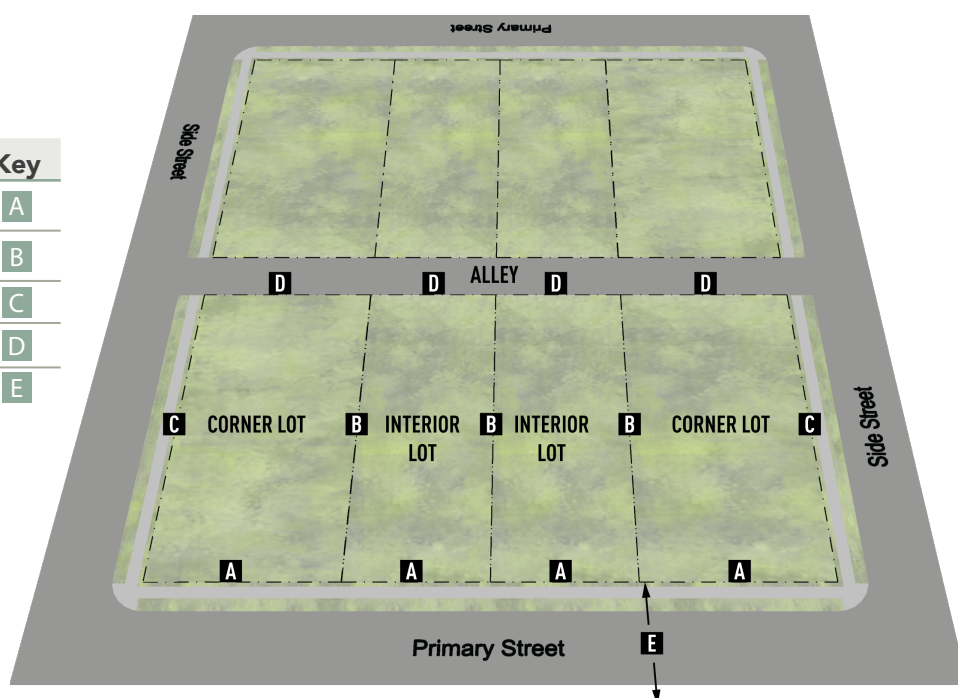 Primary Street
Side Street
Key
A
B
C
D
E
ALLEY
D
D
D
D
C
CORNER LOT
B
INTERIOR
LOT
B
INTERIOR
LOT
B
CORNER LOT
C
Side Street
A
A
A
A
Primary Street
E